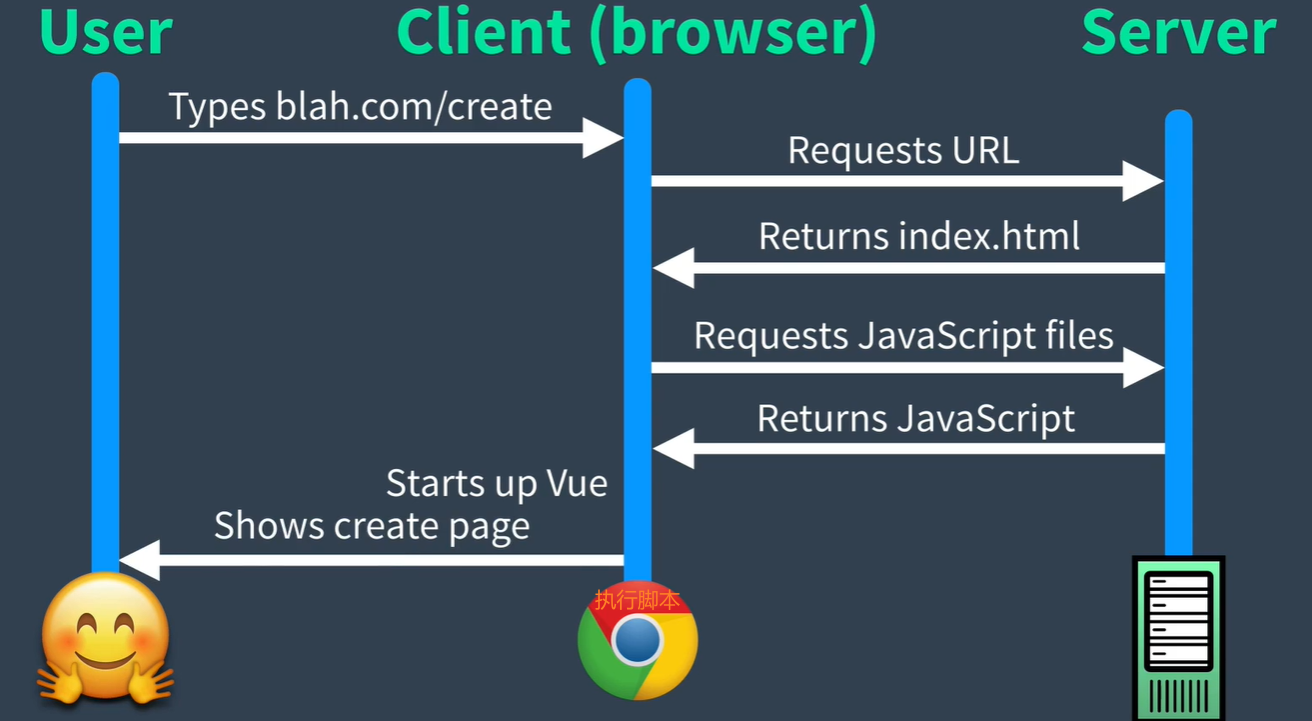 User
Client (browser)
Server
Types blah.com/create
Requests URL
Returns index.html
Requests JavaScript files
Returns JavaScript
Starts up Vue
Shows create page
执行脚本